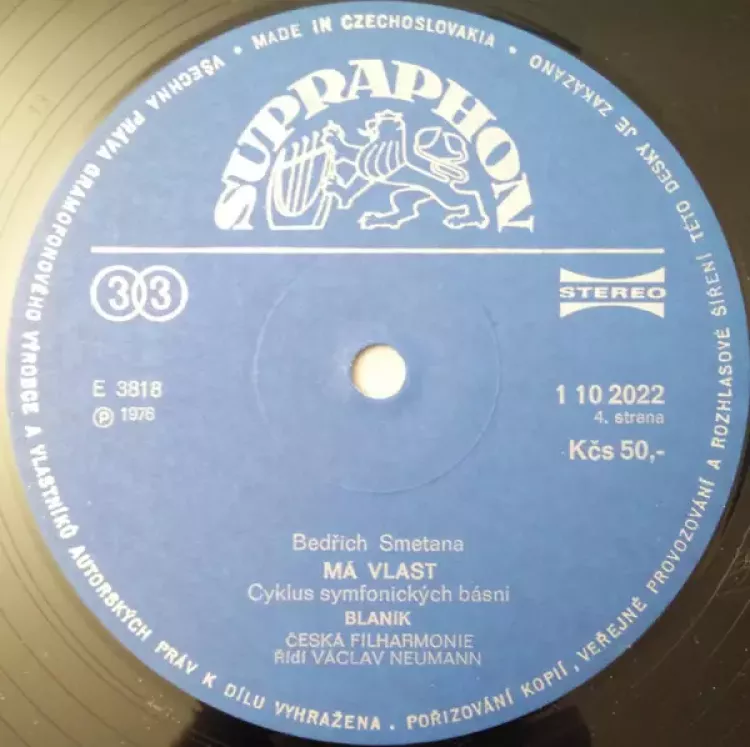 MADE IN CZECHOSLOVAKIA • VŠECHNA PRÁVA GRAMOFONOVÉHO VÝROBCE A VLASTNÍKŮ AUTORSKÝCH PRÁV K DÍLU VYHRAŽENA. POŘIZOVÁNÍ KOPIÍ, VEŘEJNÉ PROVOZOVÁNÍ A ROZHLASOVÉ ŠÍŘENÍ TÉTO DESKY JE ZAKÁZÁNO •
SUPRAPHON
33
STEREO
E 3818
℗ 1976
1 10 2022
4. strana
Kčs 50,-
Bedřich Smetana
MÁ VLAST
Cyklus symfonických básní
BLANÍK
ČESKÁ FILHARMONIE
Řídí VÁCLAV NEUMANN